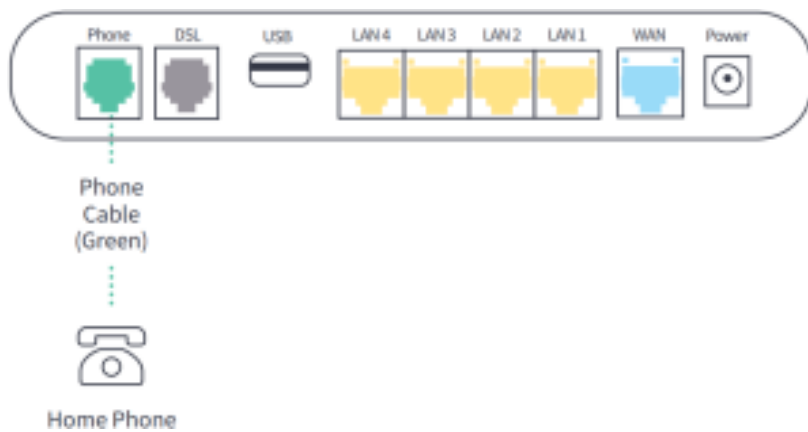 Phone DSL USB LAN 4 LAN 3 LAN 2 LAN 1 WAN Power
Phone
Cable
(Green)
Home Phone